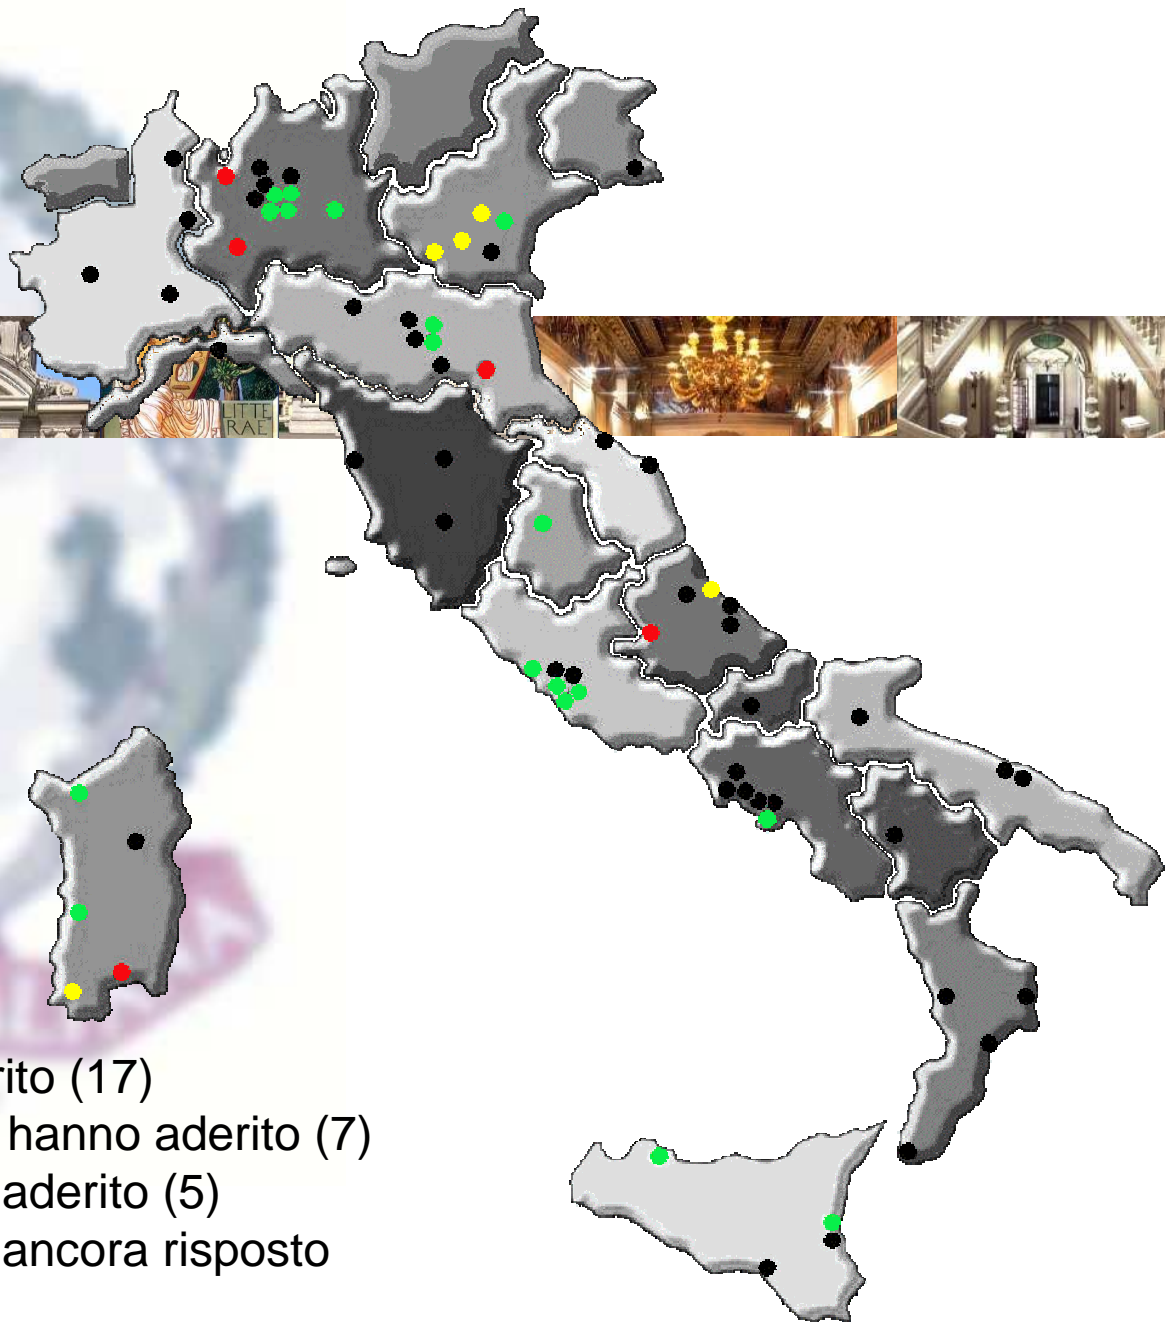 LITTE
RAE
rito (17)
hanno aderito (7)
aderito (5)
ancora risposto